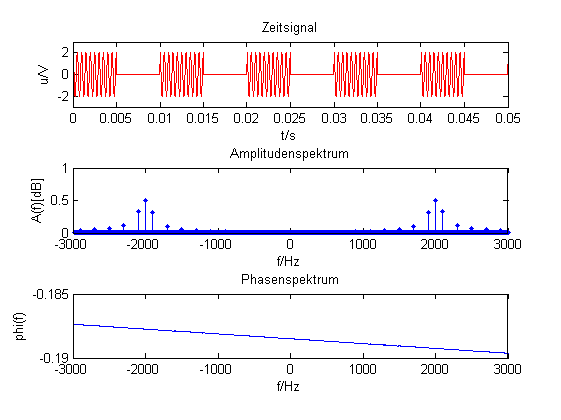 Zeitsignal
u/V
2
0
-2
0 0.005 0.01 0.015 0.02 0.025 0.03 0.035 0.04 0.045 0.05
t/s
Amplitudenspektrum
A(f)[dB]
1
0.5
0
-3000 -2000 -1000 0 1000 2000 3000
f/Hz
Phasenspektrum
phi(f)
-0.185
-0.19
-3000 -2000 -1000 0 1000 2000 3000
f/Hz